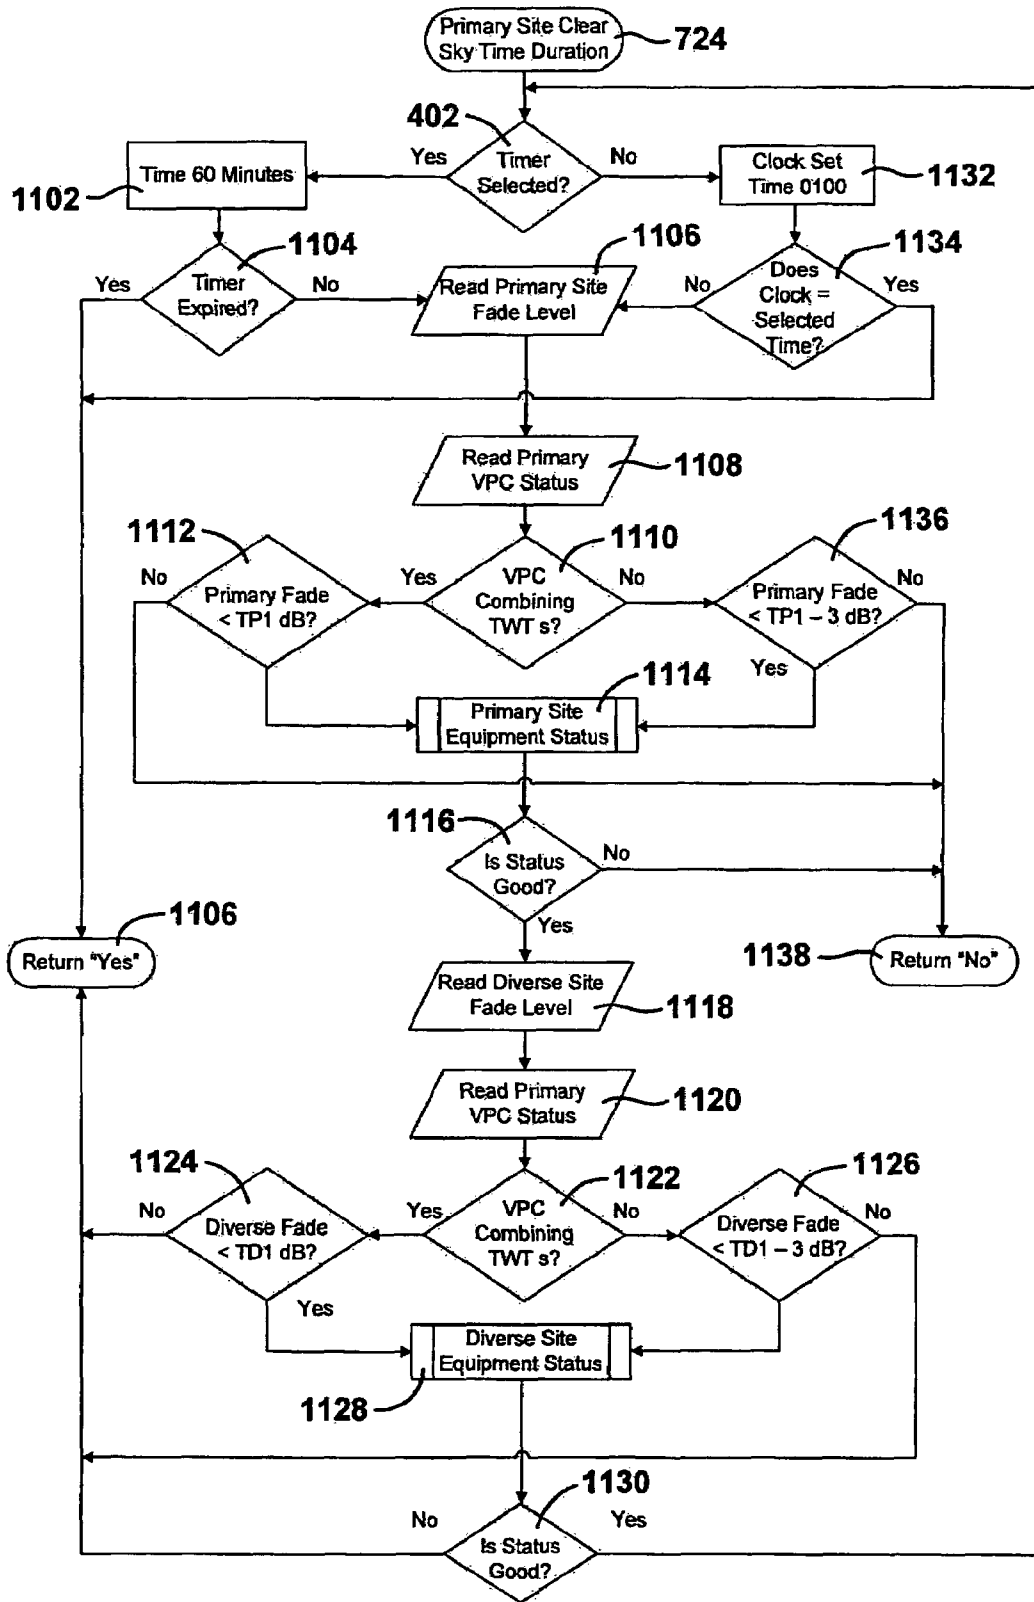 Primary Site Clear
Sky Time Duration
724
402
Timer
Selected?
Yes
No
Time 60 Minutes
1102
Clock Set
Time 0100
1132
1104
Timer
Expired?
Yes
No
1106
Read Primary Site
Fade Level
1134
Does
Clock =
Selected
Time?
No
Yes
Read Primary
VPC Status
1108
1112
Primary Fade
< TP1 dB?
No
1110
VPC
Combining
TWT s?
Yes
No
1136
Primary Fade
< TP1 – 3 dB?
No
Yes
1114
Primary Site
Equipment Status
1116
Is Status
Good?
No
Yes
1106
Return "Yes"
1138
Return "No"
Read Diverse Site
Fade Level
1118
Read Primary
VPC Status
1120
1124
Diverse Fade
< TD1 dB?
No
Yes
1122
VPC
Combining
TWT s?
Yes
No
1126
Diverse Fade
< TD1 – 3 dB?
No
Diverse Site
Equipment Status
1128
1130
Is Status
Good?
No
Yes